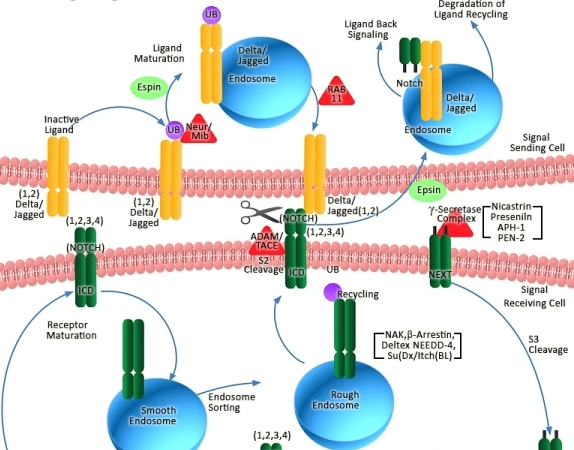 UB
Degradation of
Ligand Recycling
Ligand Back
Signaling
Ligand
Maturation
Delta/
Jagged
Endosome
Espin
RAB
11
Notch
Delta/
Jagged
Endosome
Inactive
Ligand
UB
Neur/
Mib
Signal
Sending Cell
(1,2)
Delta/
Jagged
(1,2)
Delta/
Jagged
Delta/
Jagged(1,2)
Epsin
γ-Secretase
Complex
Nicastrin
Preseniln
APH-1
PEN-2
(1,2,3,4)
(NOTCH)
ICD
(NOTCH)
(1,2,3,4)
ADAM/
TACE
S2
Cleavage
ICD
UB
NEXT
Signal
Receiving Cell
Recycling
Receptor
Maturation
NAK,β-Arrestin,
Deltex NEEDD-4,
Su(Dx/Itch(BL)
S3
Cleavage
Smooth
Endosome
Endosome
Sorting
Rough
Endosome
(1,2,3,4)